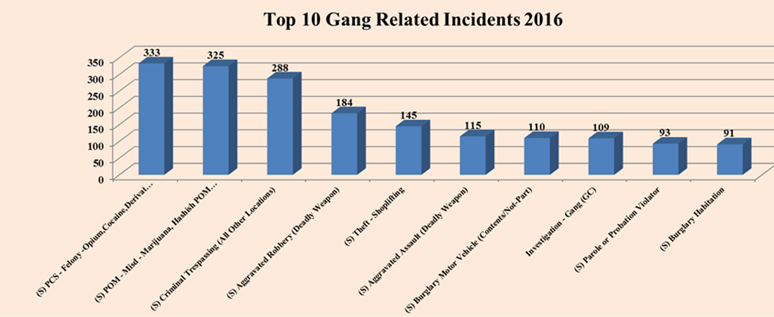 Top 10 Gang Related Incidents 2016
350
300
250
200
150
100
50
0
333
325
288
184
145
115
110
109
93
91
(S) PCS - Felony -Opium,Cocaine,Derivat…
(S) POM - Misd - Marijuana, Hashish POM…
(S) Criminal Trespassing (All Other Locations)
(S) Aggravated Robbery (Deadly Weapon)
(S) Theft - Shoplifting
(S) Aggravated Assault (Deadly Weapon)
(S) Burglary Motor Vehicle (Contents/Not-Part)
Investigation - Gang (GC)
(S) Parole or Probation Violator
(S) Burglary Habitation